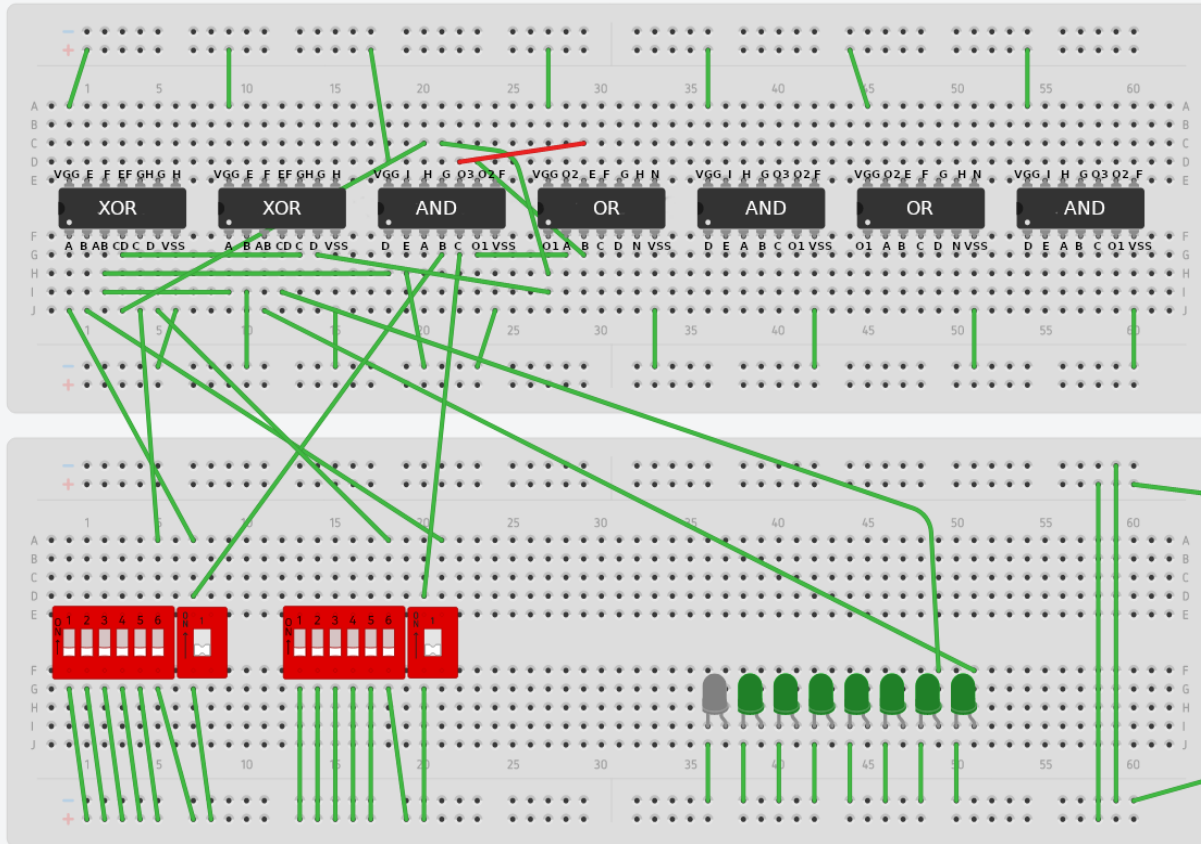 −
+
1 5 10 15 20 25 30 35 40 45 50 55 60
A A
B B
C C
D D
VGG E F EF GH G H VGG E F EF GH G H VGG I H G O3 O2 F VGG O2 E F G H N VGG I H G O3 O2 F VGG O2 E F G H N VGG I H G O3 O2 F
E E
XOR XOR AND OR AND OR AND
F F
A B AB CD C D VSS A B AB CD C D VSS D E A B C O1 VSS O1 A B C D N VSS D E A B C O1 VSS O1 A B C D N VSS D E A B C O1 VSS
G G
H H
I I
J J
1 5 10 15 20 25 30 35 40 45 50 55 60
−
+
−
+
1 5 10 15 20 25 30 35 40 45 50 55 60
A A
B B
C C
D D
E E
ON 1 2 3 4 5 6 ON 1 ON 1 2 3 4 5 6 ON 1
F F
G G
H H
I I
J J
1 5 10 15 20 25 30 35 40 45 50 55 60
−
+